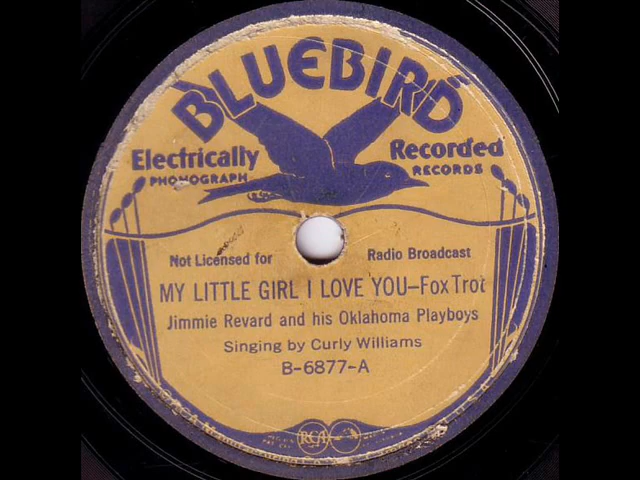 BLUEBIRD
Electrically Recorded
PHONOGRAPH RECORDS
Not Licensed for Radio Broadcast
MY LITTLE GIRL I LOVE YOU-Fox Trot
Jimmie Revard and his Oklahoma Playboys
Singing by Curly Williams
B-6877-A
RCA